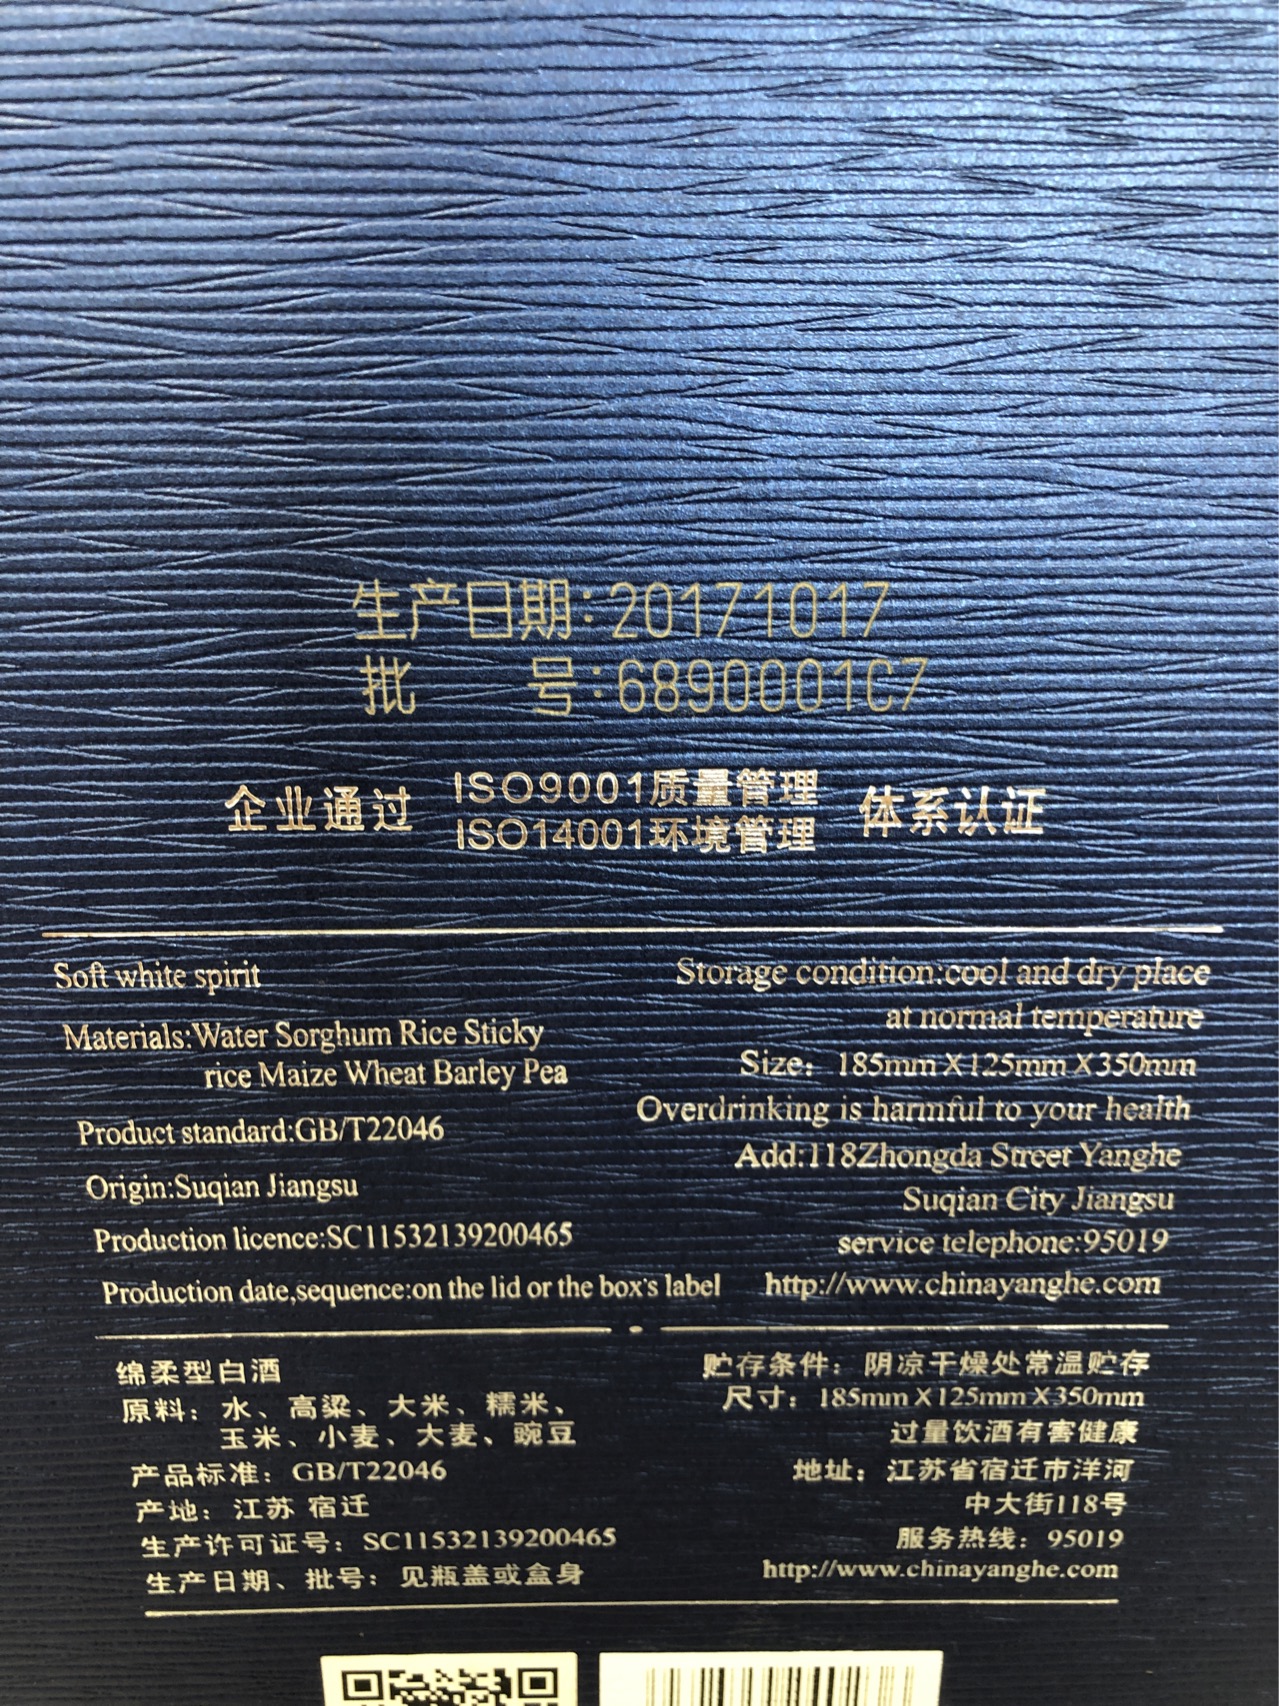 生产日期:20171017
批 号:6890001C7
企业通过 ISO9001质量管理 体系认证
ISO14001环境管理
Soft white spirit
Materials:Water Sorghum Rice Sticky
rice Maize Wheat Barley Pea
Product standard:GB/T22046
Origin:Suqian Jiangsu
Production licence:SC11532139200465
Production date,sequence:on the lid or the box's label
Storage condition:cool and dry place
at normal temperature
Size: 185mm X 125mm X 350mm
Overdrinking is harmful to your health
Add:118Zhongda Street Yanghe
Suqian City Jiangsu
service telephone:95019
http://www.chinayanghe.com
绵柔型白酒
原料：水、高粱、大米、糯米、
玉米、小麦、大麦、豌豆
产品标准：GB/T22046
产地：江苏 宿迁
生产许可证号：SC11532139200465
生产日期、批号：见瓶盖或盒身
贮存条件：阴凉干燥处常温贮存
尺寸：185mm X 125mm X 350mm
过量饮酒有害健康
地址：江苏省宿迁市洋河
中大街118号
服务热线：95019
http://www.chinayanghe.com